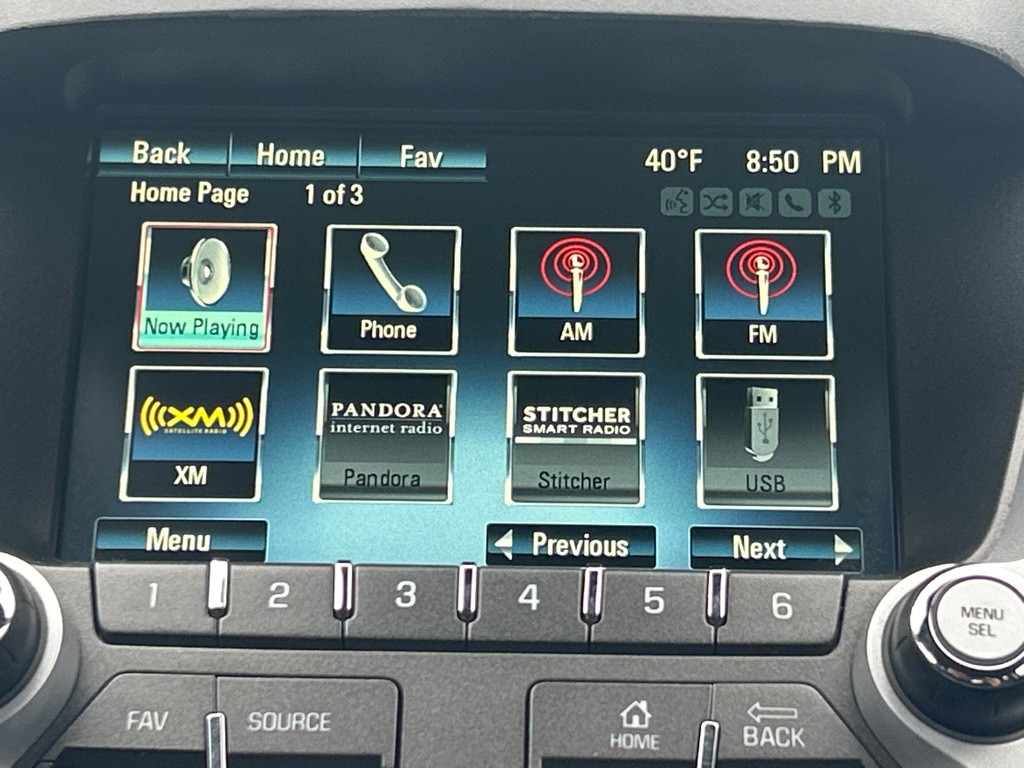 Back Home Fav 40°F 8:50 PM
Home Page 1 of 3
Now Playing Phone AM FM
XM SATELLITE RADIO PANDORA internet radio STITCHER SMART RADIO
XM Pandora Stitcher USB
Menu Previous Next
1 2 3 4 5 6
MENU
SEL
FAV SOURCE HOME BACK